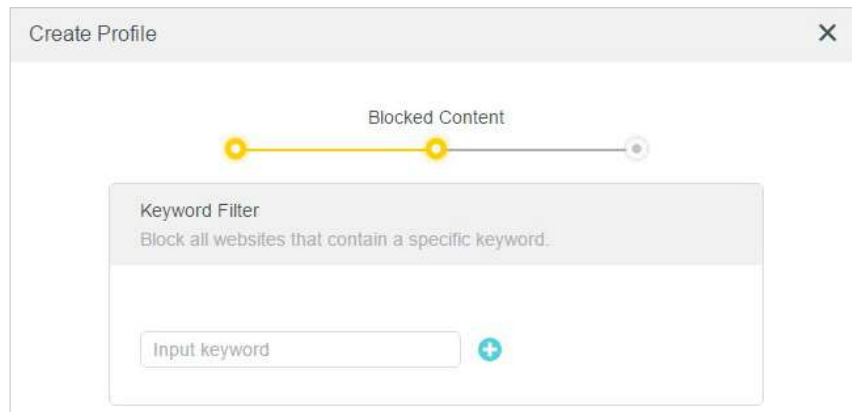 Create Profile
Blocked Content
Keyword Filter
Block all websites that contain a specific keyword.
Input keyword